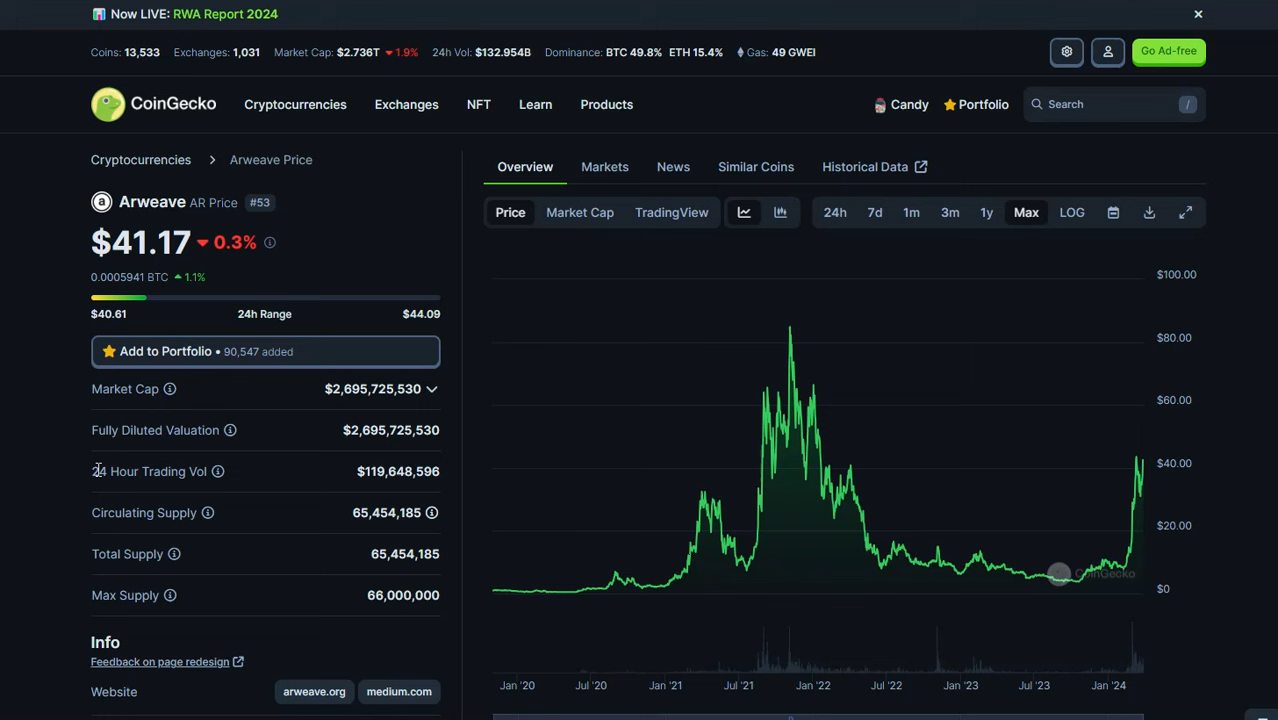 Now LIVE: RWA Report 2024
Coins: 13,533 Exchanges: 1,031 Market Cap: $2.736T 1.9% 24h Vol: $132.954B Dominance: BTC 49.8% ETH 15.4% Gas: 49 GWEI
Go Ad-free
CoinGecko Cryptocurrencies Exchanges NFT Learn Products Candy Portfolio Search /
Cryptocurrencies > Arweave Price
Overview Markets News Similar Coins Historical Data
a Arweave AR Price #53
Price Market Cap TradingView 24h 7d 1m 3m 1y Max LOG
$41.17 0.3%
0.0005941 BTC 1.1%
$40.61 24h Range $44.09
Add to Portfolio • 90,547 added
Market Cap $2,695,725,530
Fully Diluted Valuation $2,695,725,530
24 Hour Trading Vol $119,648,596
Circulating Supply 65,454,185
Total Supply 65,454,185
Max Supply 66,000,000
Info
Feedback on page redesign
Website arweave.org medium.com
$100.00
$80.00
$60.00
$40.00
$20.00
$0
CoinGecko
Jan '20 Jul '20 Jan '21 Jul '21 Jan '22 Jul '22 Jan '23 Jul '23 Jan '24